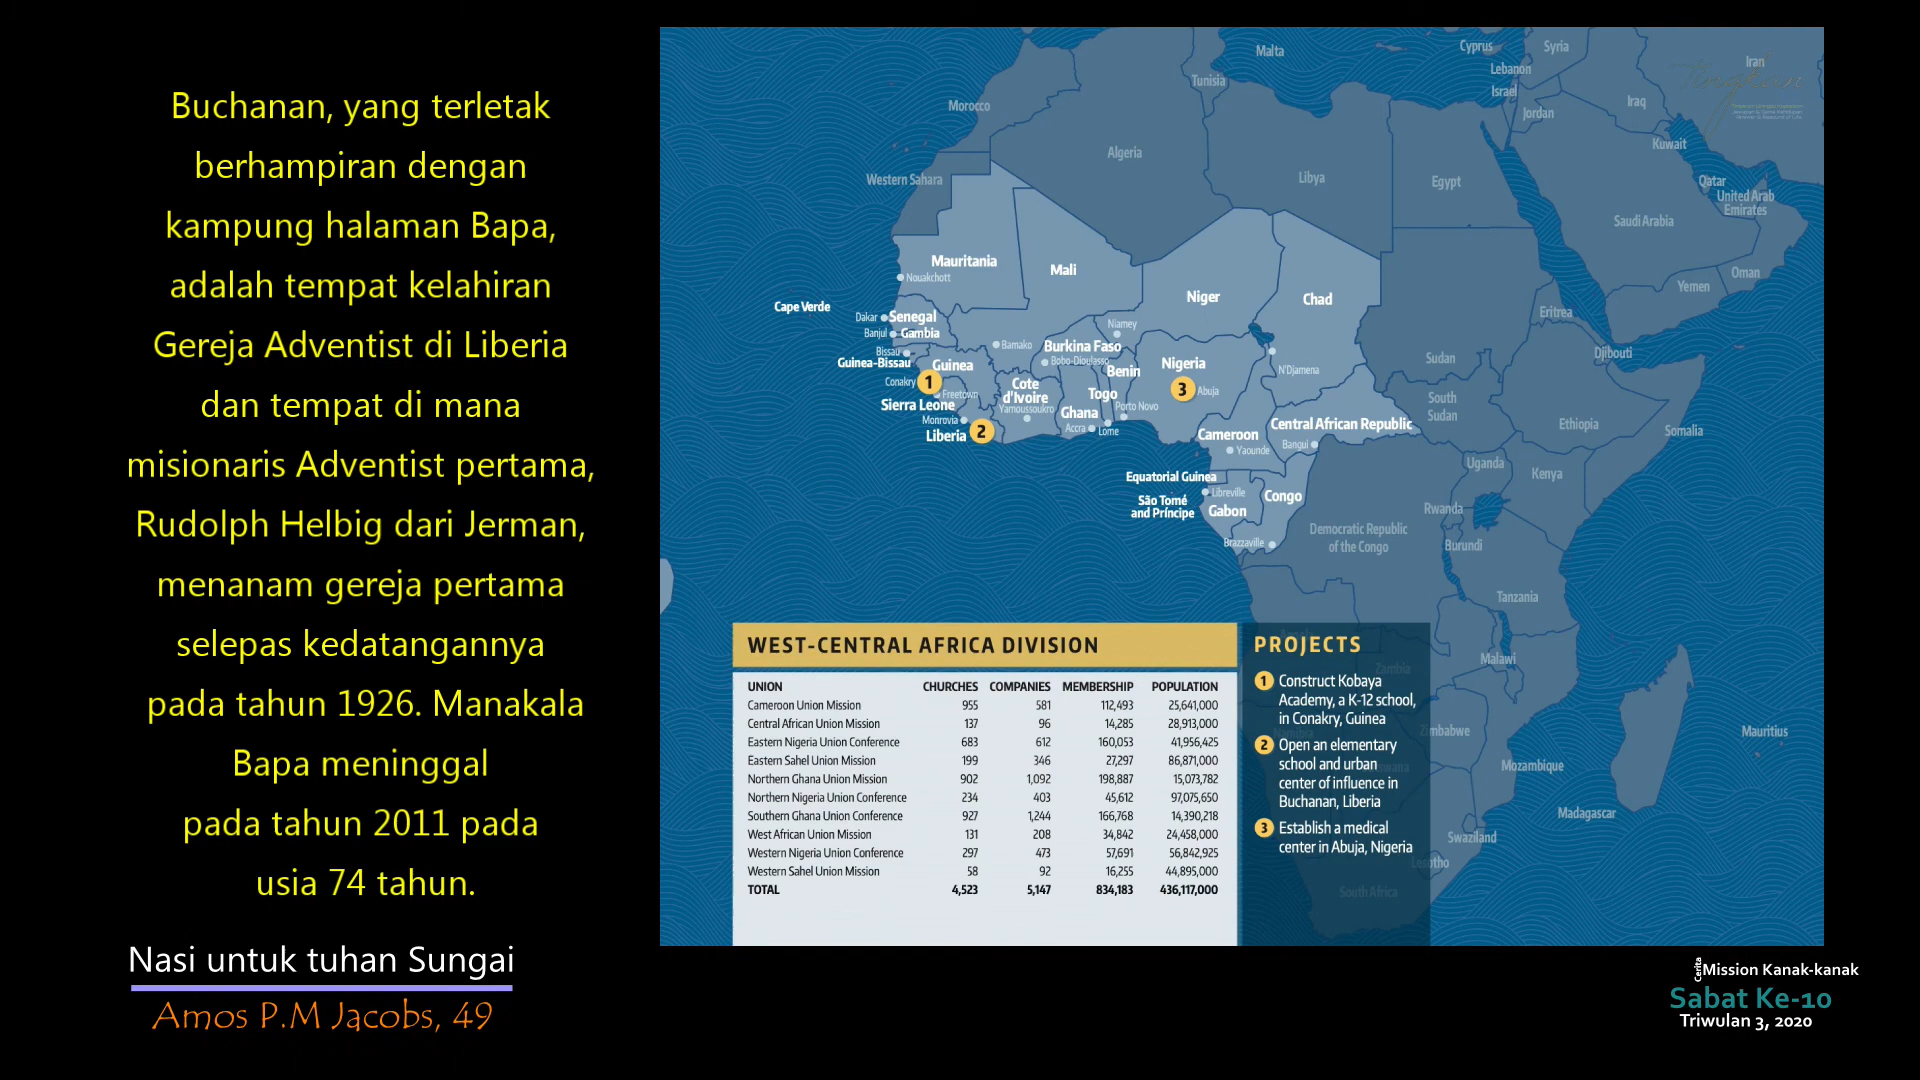 Buchanan, yang terletak
berhampiran dengan
kampung halaman Bapa,
adalah tempat kelahiran
Gereja Adventist di Liberia
dan tempat di mana
misionaris Adventist pertama,
Rudolph Helbig dari Jerman,
menanam gereja pertama
selepas kedatangannya
pada tahun 1926. Manakala
Bapa meninggal
pada tahun 2011 pada
usia 74 tahun.
Nasi untuk tuhan Sungai
Amos P.M Jacobs, 49
Malta
Cyprus
Syria
Lebanon
Israel
Iran
Tunisia
Morocco
Iraq
Jordan
Kuwait
Algeria
Western Sahara
Libya
Egypt
Qatar
United Arab
Emirates
Saudi Arabia
Mauritania
Nouakchott
Mali
Oman
Yemen
Niger
Chad
Cape Verde
Dakar
Senegal
Eritrea
Banjul
Gambia
Niamey
Bamako
Burkina Faso
Bissau
Guinea-Bissau
Bobo-Dioulasso
Djibouti
Guinea
Nigeria
Benin
Sudan
N'Djamena
Conakry
1
Freetown
Cote
d'Ivoire
Yamoussoukro
Togo
3
Abuja
Sierra Leone
Ghana
Porto Novo
South
Sudan
Monrovia
Liberia
2
Accra
Lome
Cameroon
Yaounde
Central African Republic
Bangui
Ethiopia
Somalia
Equatorial Guinea
São Tomé
and Príncipe
Libreville
Gabon
Congo
Uganda
Kenya
Rwanda
Brazzaville
Democratic Republic
of the Congo
Burundi
Tanzania
Zambia
Malawi
Zimbabwe
Mozambique
Madagascar
Mauritius
Swaziland
Lesotho
South Africa
WEST-CENTRAL AFRICA DIVISION
UNION CHURCHES COMPANIES MEMBERSHIP POPULATION
Cameroon Union Mission 955 581 112,493 25,641,000
Central African Union Mission 137 96 14,285 28,913,000
Eastern Nigeria Union Conference 683 612 160,053 41,956,425
Eastern Sahel Union Mission 199 346 27,297 86,871,000
Northern Ghana Union Mission 902 1,092 198,887 15,073,782
Northern Nigeria Union Conference 234 403 45,612 97,075,650
Southern Ghana Union Conference 927 1,244 166,768 14,390,218
West African Union Mission 131 208 34,842 24,458,000
Western Nigeria Union Conference 297 473 57,691 56,842,925
Western Sahel Union Mission 58 92 16,255 44,895,000
TOTAL 4,523 5,147 834,183 436,117,000
PROJECTS
1 Construct Kobaya
Academy, a K-12 school,
in Conakry, Guinea
2 Open an elementary
school and urban
center of influence in
Buchanan, Liberia
3 Establish a medical
center in Abuja, Nigeria
Cerita
Mission Kanak-kanak
Sabat Ke-10
Triwulan 3, 2020